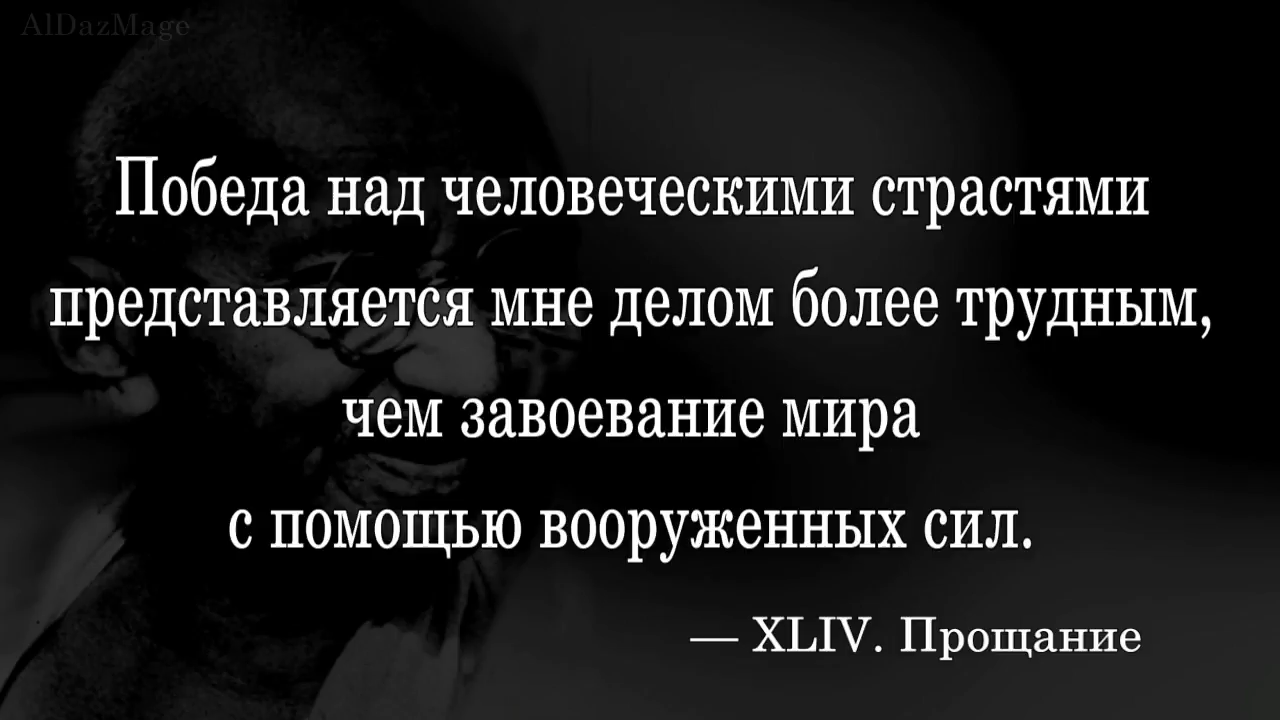 AlDazMage
Победа над человеческими страстями
представляется мне делом более трудным,
чем завоевание мира
с помощью вооруженных сил.
— XLIV. Прощание